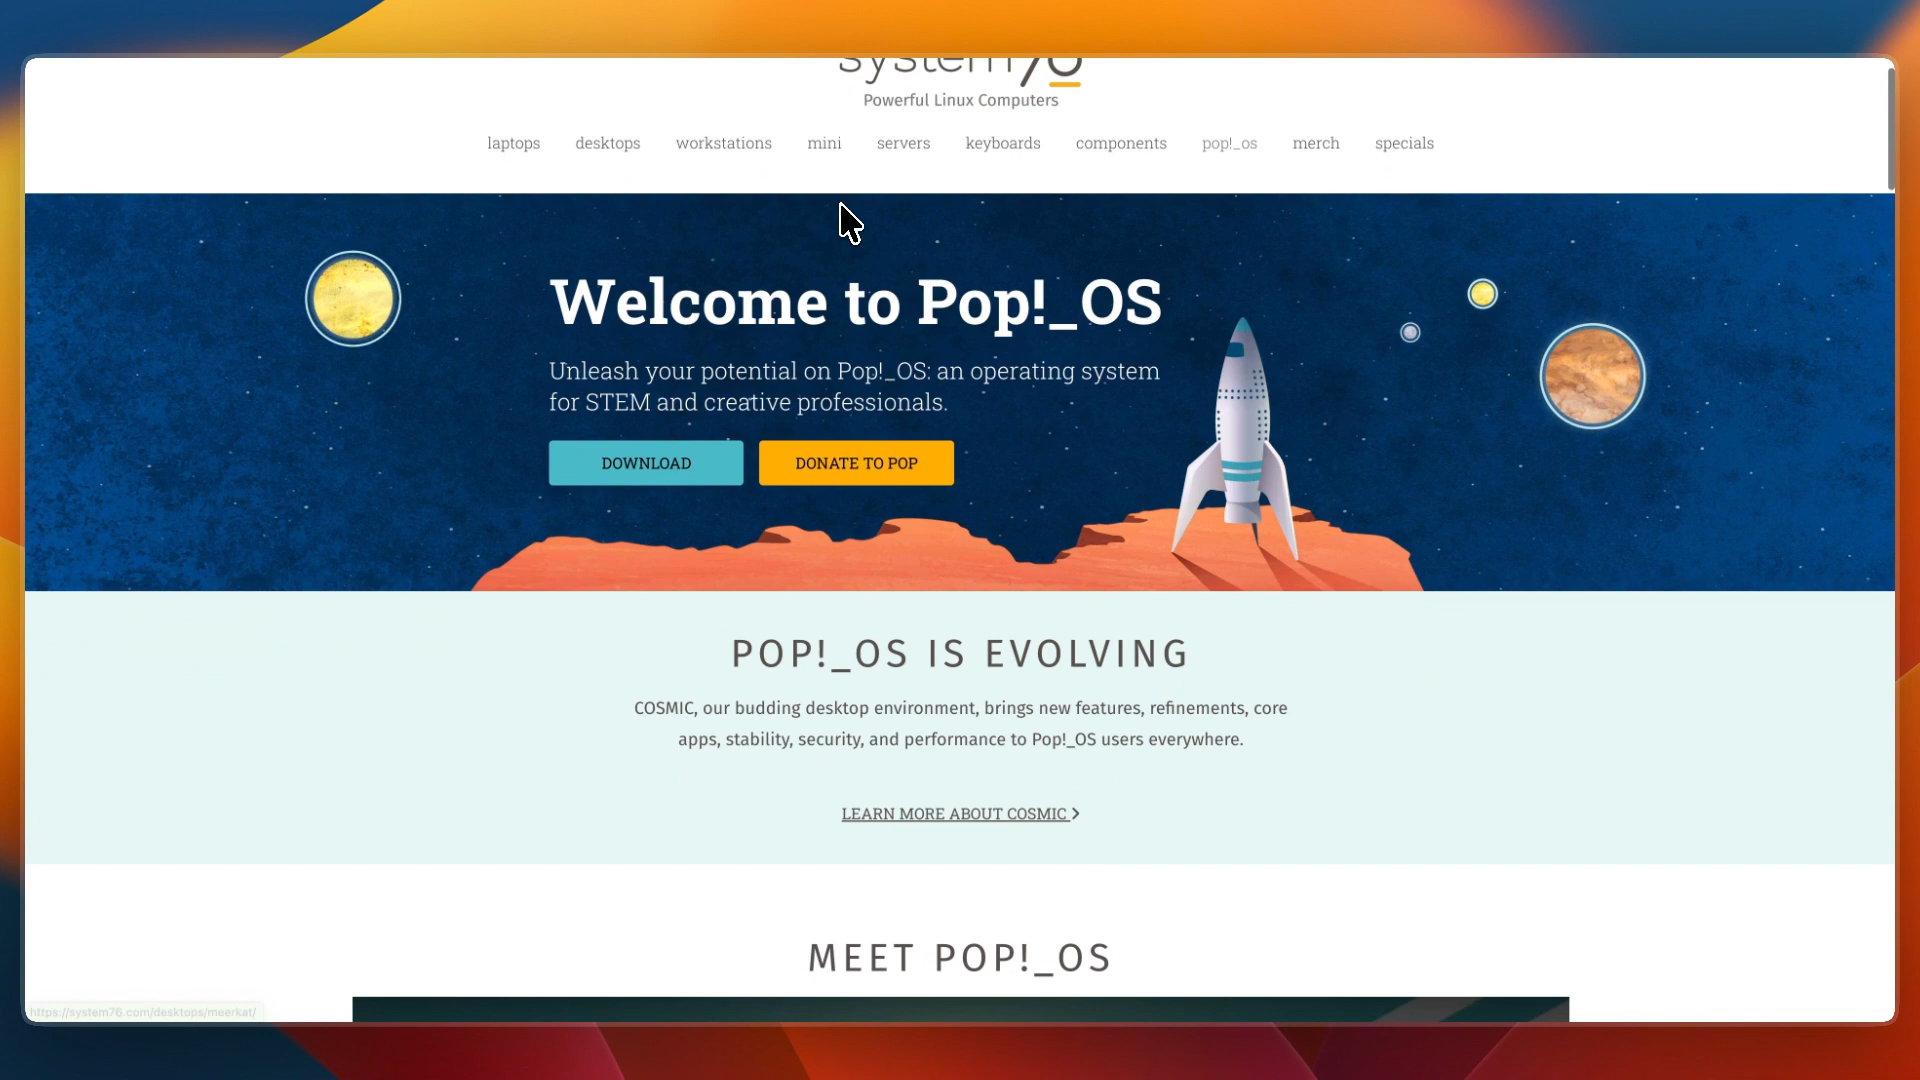 system76
Powerful Linux Computers
laptops desktops workstations mini servers keyboards components pop!_os merch specials
Welcome to Pop!_OS
Unleash your potential on Pop!_OS: an operating system
for STEM and creative professionals.
DOWNLOAD DONATE TO POP
POP!_OS IS EVOLVING
COSMIC, our budding desktop environment, brings new features, refinements, core
apps, stability, security, and performance to Pop!_OS users everywhere.
LEARN MORE ABOUT COSMIC
MEET POP!_OS
https://system76.com/desktops/meerkat/